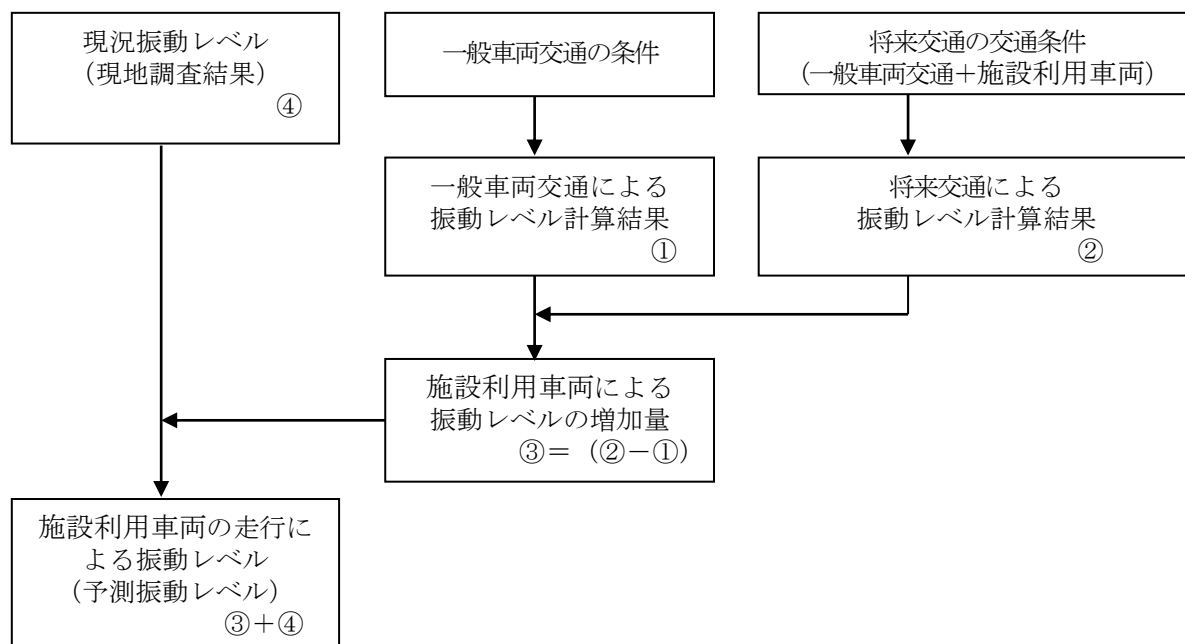 現況振動レベル
（現地調査結果）
④
一般車両交通の条件
将来交通の交通条件
（一般車両交通＋施設利用車両）
一般車両交通による
振動レベル計算結果
①
将来交通による
振動レベル計算結果
②
施設利用車両による
振動レベルの増加量
③＝（②－①）
施設利用車両の走行に
よる振動レベル
（予測振動レベル）
③＋④